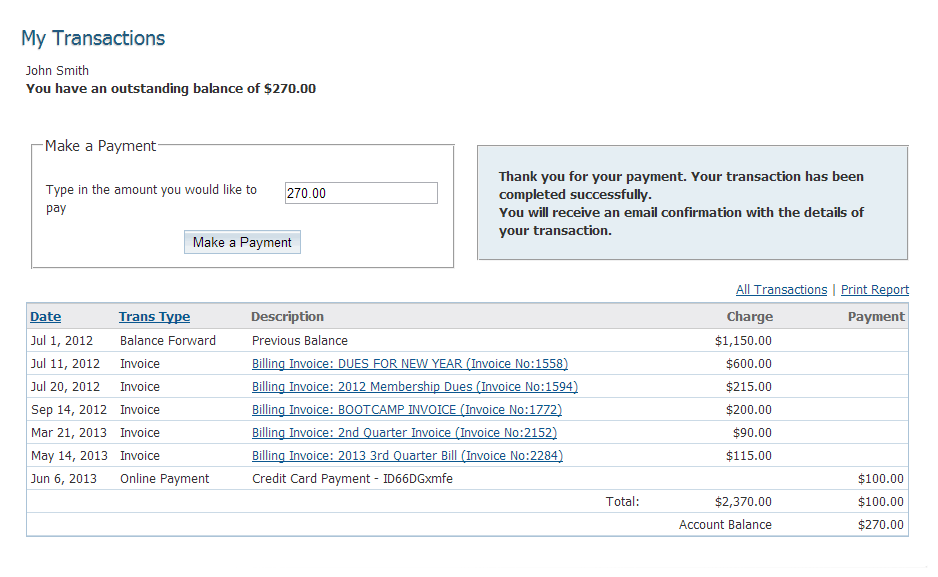 My Transactions
John Smith
You have an outstanding balance of $270.00
Make a Payment
Type in the amount you would like to
pay
270.00
Make a Payment
Thank you for your payment. Your transaction has been
completed successfully.
You will receive an email confirmation with the details of
your transaction.
All Transactions | Print Report
Date Trans Type Description Charge Payment
Jul 1, 2012 Balance Forward Previous Balance $1,150.00
Jul 11, 2012 Invoice Billing Invoice: DUES FOR NEW YEAR (Invoice No:1558) $600.00
Jul 20, 2012 Invoice Billing Invoice: 2012 Membership Dues (Invoice No:1594) $215.00
Sep 14, 2012 Invoice Billing Invoice: BOOTCAMP INVOICE (Invoice No:1772) $200.00
Mar 21, 2013 Invoice Billing Invoice: 2nd Quarter Invoice (Invoice No:2152) $90.00
May 14, 2013 Invoice Billing Invoice: 2013 3rd Quarter Bill (Invoice No:2284) $115.00
Jun 6, 2013 Online Payment Credit Card Payment - ID66DGxmfe $100.00
Total: $2,370.00 $100.00
Account Balance $270.00